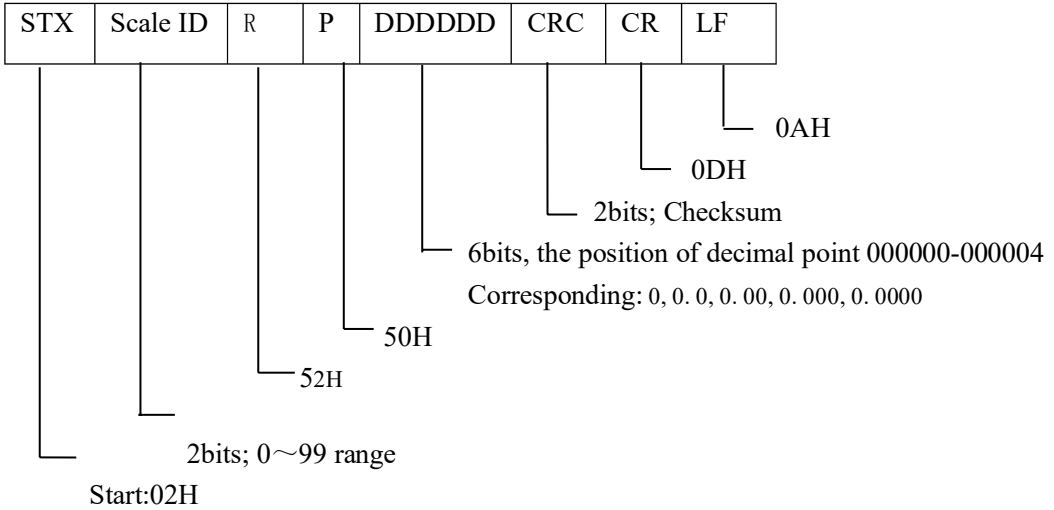 STX Scale ID R P DDDDDD CRC CR LF
0AH
0DH
2bits; Checksum
6bits, the position of decimal point 000000-000004
Corresponding: 0, 0. 0, 0. 00, 0. 000, 0. 0000
50H
52H
2bits; 0～99 range
Start:02H